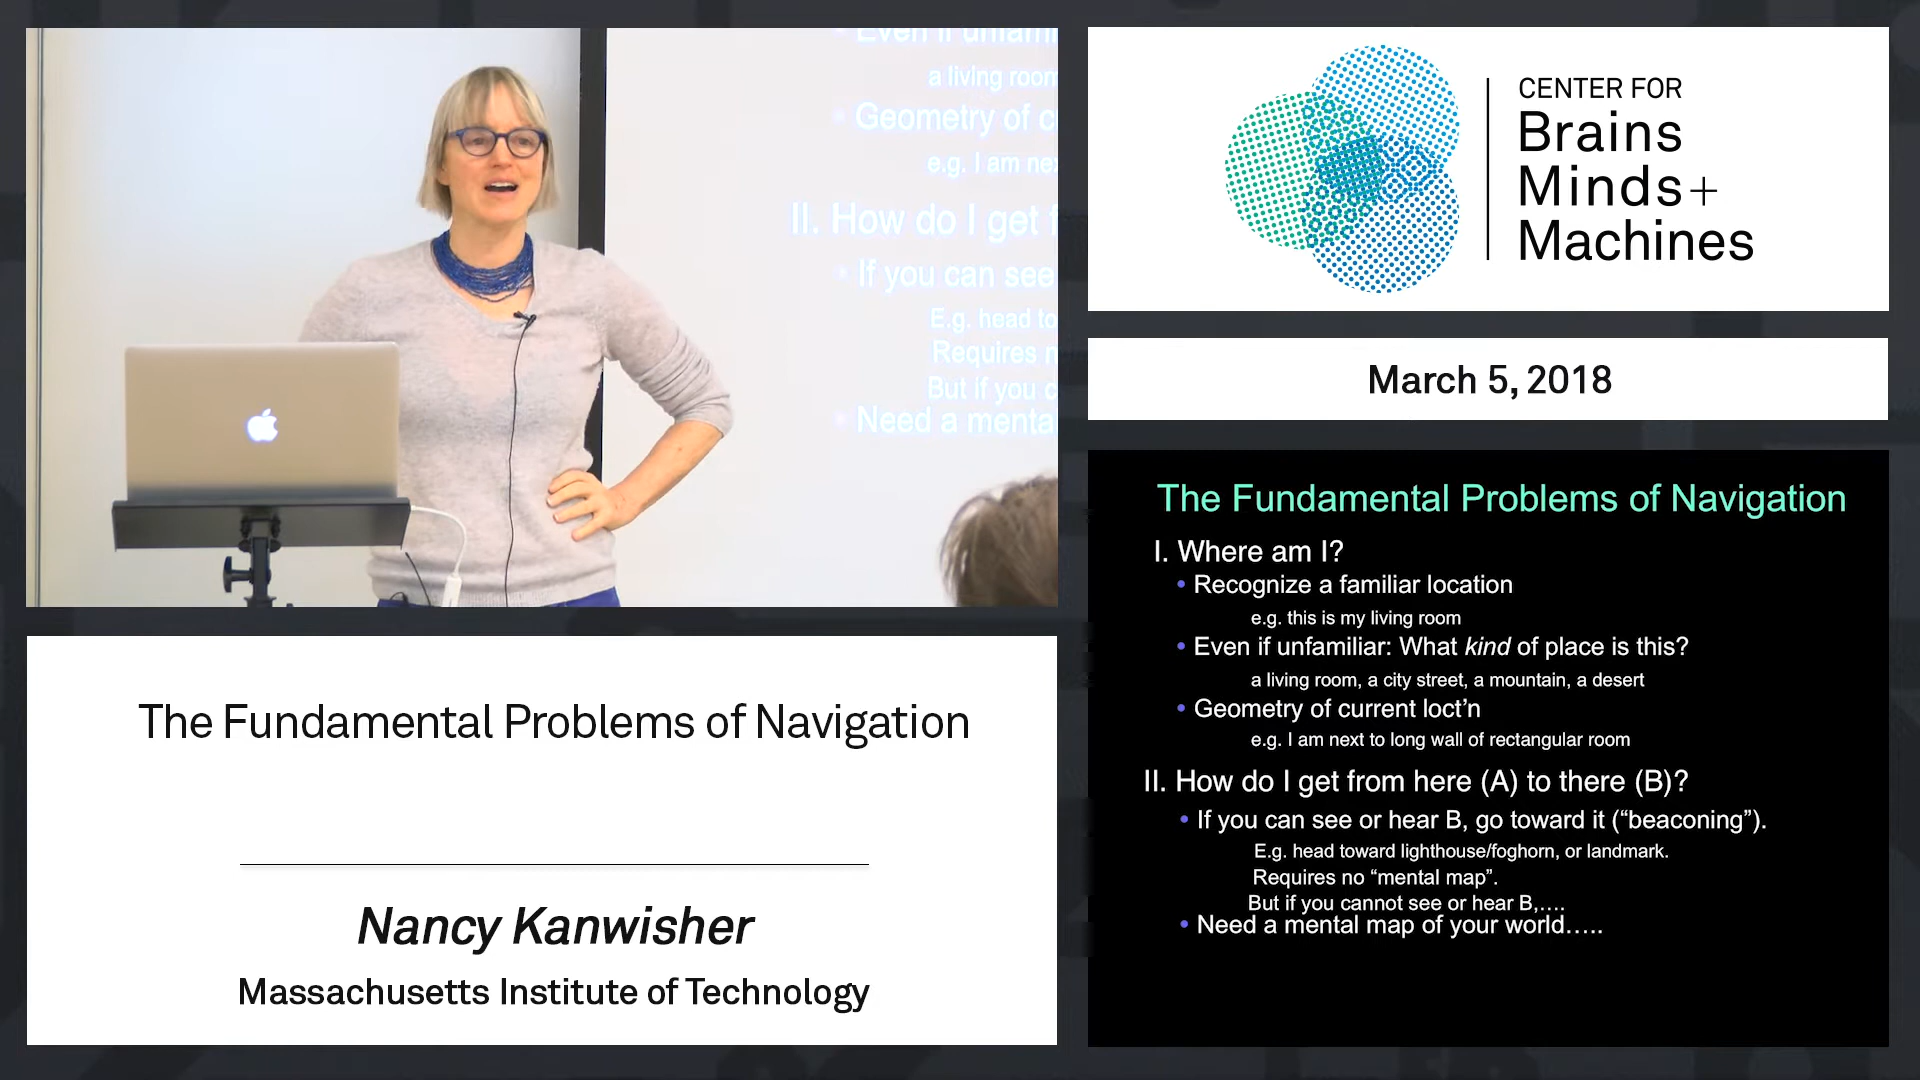 Even if unfam
a living room
• Geometry of c
e.g. I am nex
II. How do I get f
• If you can see
E.g. head to
Requires n
But if you c
• Need a menta
CENTER FOR
Brains
Minds+
Machines
March 5, 2018
The Fundamental Problems of Navigation
I. Where am I?
• Recognize a familiar location
e.g. this is my living room
• Even if unfamiliar: What kind of place is this?
a living room, a city street, a mountain, a desert
• Geometry of current loct’n
e.g. I am next to long wall of rectangular room
II. How do I get from here (A) to there (B)?
• If you can see or hear B, go toward it (“beaconing”).
E.g. head toward lighthouse/foghorn, or landmark.
Requires no “mental map”.
But if you cannot see or hear B,….
• Need a mental map of your world…..
The Fundamental Problems of Navigation
Nancy Kanwisher
Massachusetts Institute of Technology